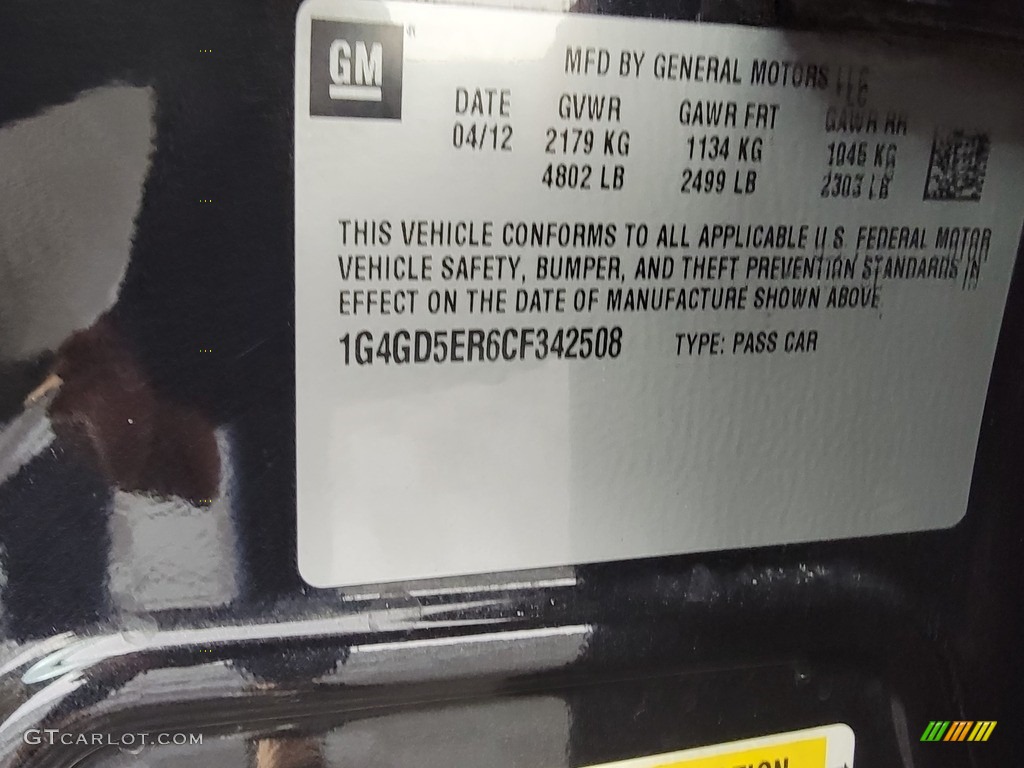 GM
MFD BY GENERAL MOTORS LLC
DATE GVWR GAWR FRT GAWR RR
04/12 2179 KG 1134 KG 1045 KG
4802 LB 2499 LB 2303 LB
THIS VEHICLE CONFORMS TO ALL APPLICABLE U.S. FEDERAL MOTOR
VEHICLE SAFETY, BUMPER, AND THEFT PREVENTION STANDARDS IN
EFFECT ON THE DATE OF MANUFACTURE SHOWN ABOVE
1G4GD5ER6CF342508 TYPE: PASS CAR
GTCARLOT.COM